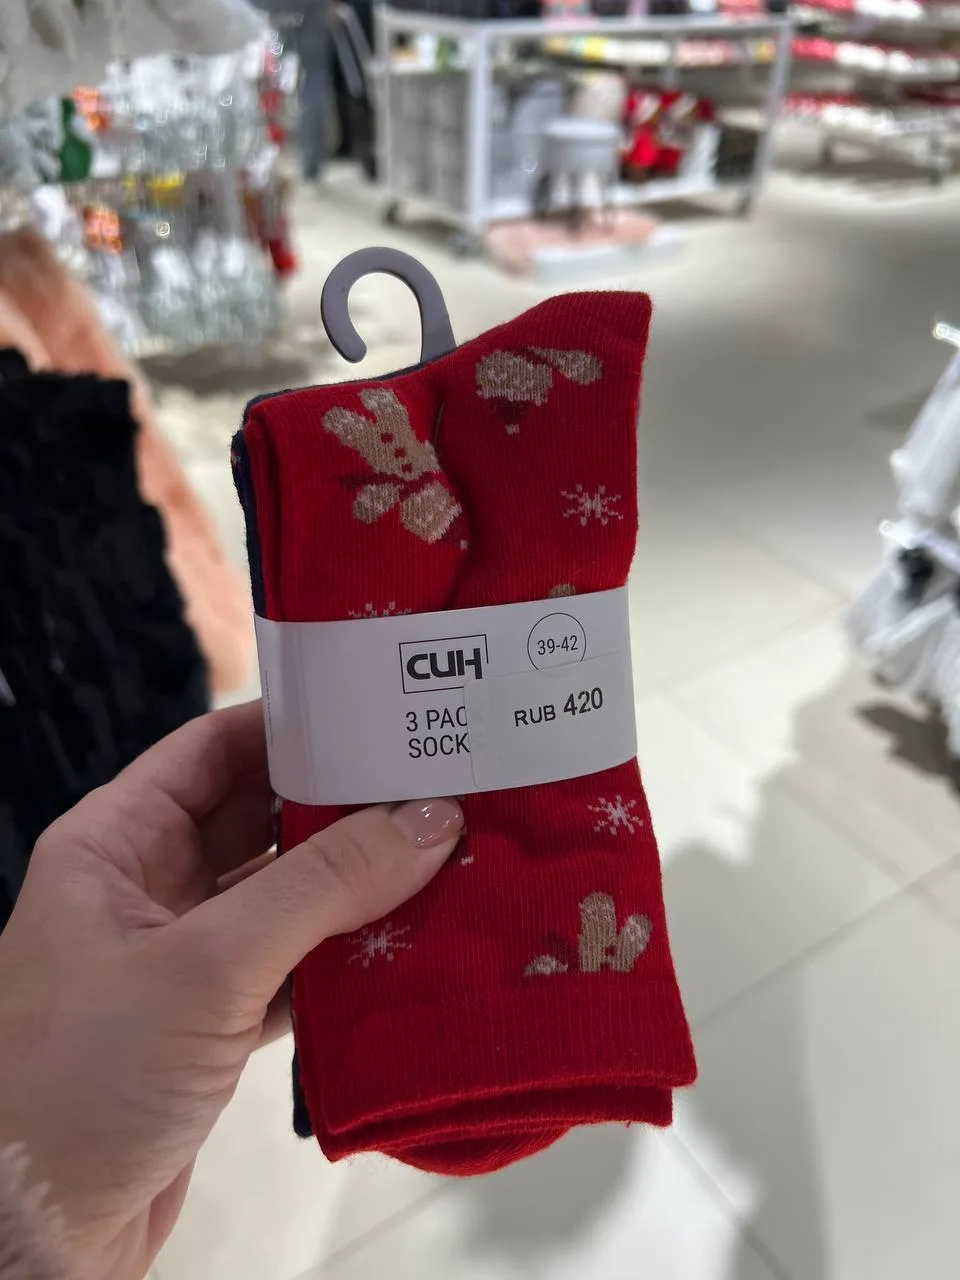 CUH
39-42
3 PAC
SOCK
RUB 420